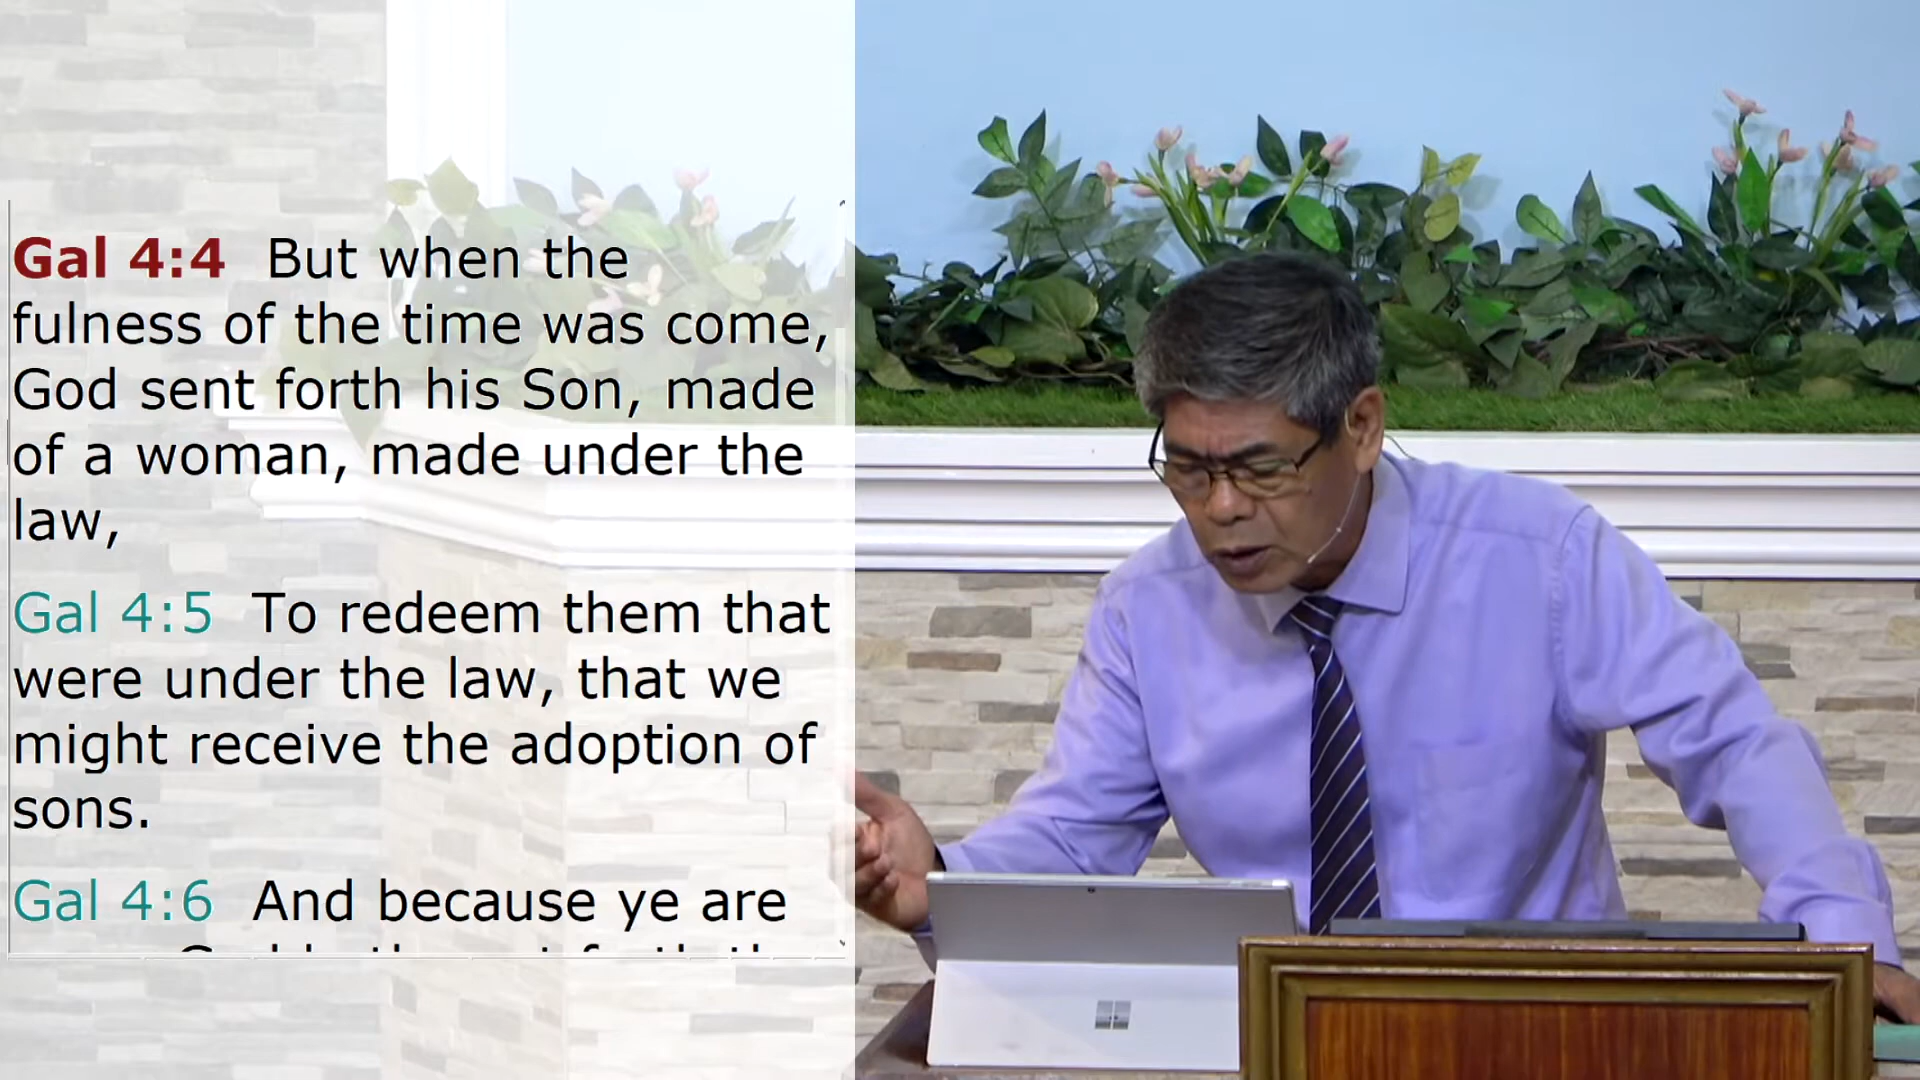 Gal 4:4 But when the
fulness of the time was come,
God sent forth his Son, made
of a woman, made under the
law,
Gal 4:5 To redeem them that
were under the law, that we
might receive the adoption of
sons.
Gal 4:6 And because ye are